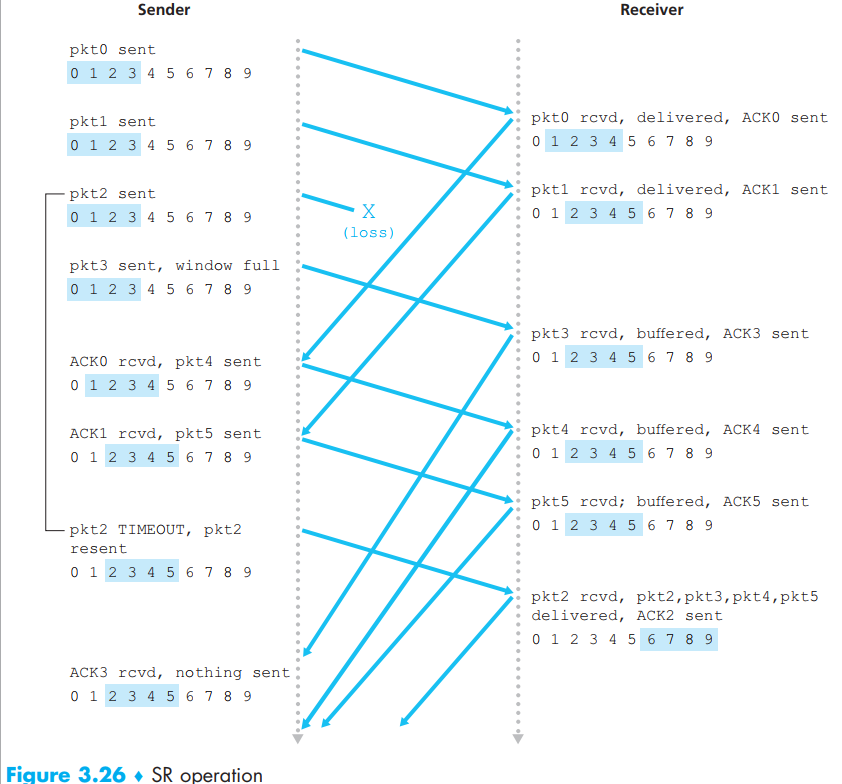 Sender
Receiver
pkt0 sent
0 1 2 3 4 5 6 7 8 9
pkt0 rcvd, delivered, ACK0 sent
0 1 2 3 4 5 6 7 8 9
pkt1 sent
0 1 2 3 4 5 6 7 8 9
pkt1 rcvd, delivered, ACK1 sent
0 1 2 3 4 5 6 7 8 9
pkt2 sent
0 1 2 3 4 5 6 7 8 9
X
(loss)
pkt3 sent, window full
0 1 2 3 4 5 6 7 8 9
pkt3 rcvd, buffered, ACK3 sent
0 1 2 3 4 5 6 7 8 9
ACK0 rcvd, pkt4 sent
0 1 2 3 4 5 6 7 8 9
pkt4 rcvd, buffered, ACK4 sent
0 1 2 3 4 5 6 7 8 9
ACK1 rcvd, pkt5 sent
0 1 2 3 4 5 6 7 8 9
pkt5 rcvd; buffered, ACK5 sent
0 1 2 3 4 5 6 7 8 9
pkt2 TIMEOUT, pkt2
resent
0 1 2 3 4 5 6 7 8 9
pkt2 rcvd, pkt2,pkt3,pkt4,pkt5
delivered, ACK2 sent
0 1 2 3 4 5 6 7 8 9
ACK3 rcvd, nothing sent
0 1 2 3 4 5 6 7 8 9
Figure 3.26 ♦ SR operation